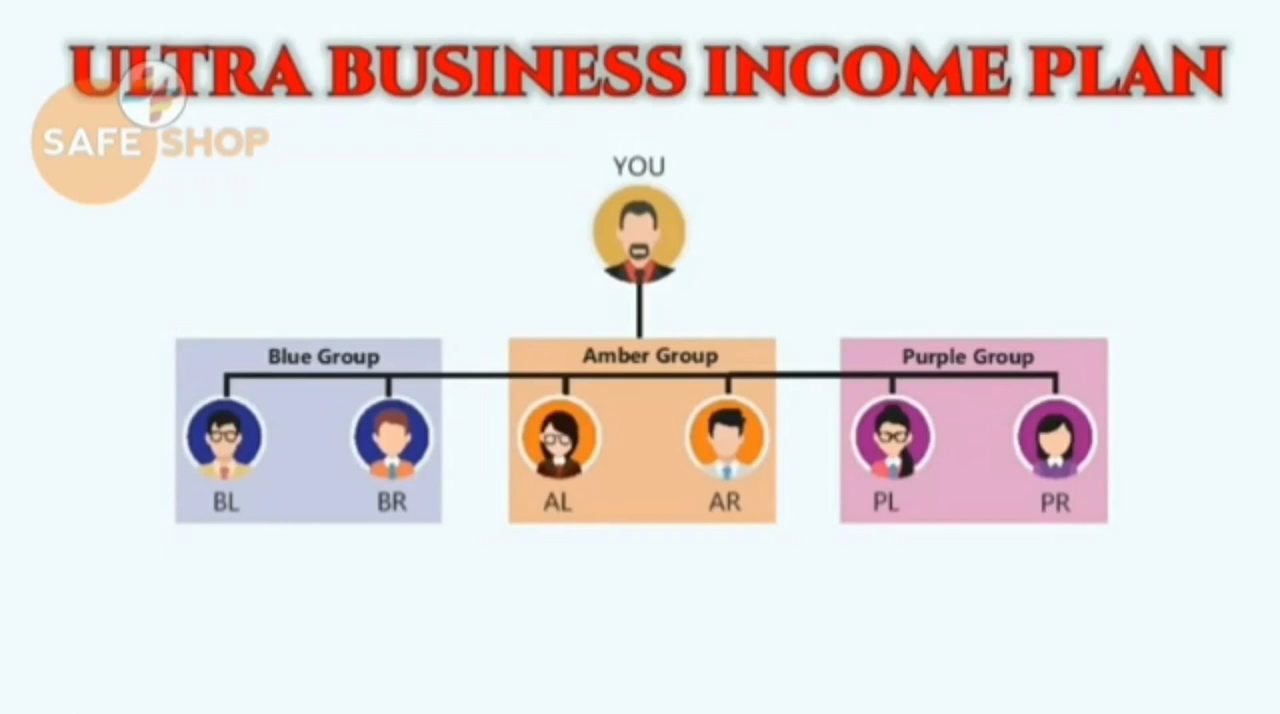 ULTRA BUSINESS INCOME PLAN
SAFE SHOP
YOU
Blue Group
Amber Group
Purple Group
BL
BR
AL
AR
PL
PR